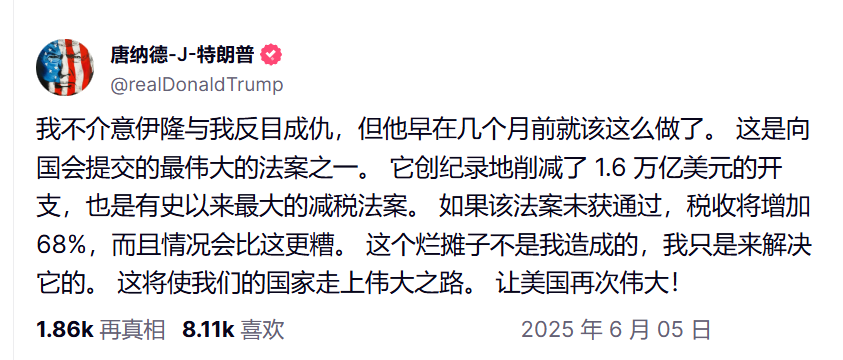 唐纳德-J-特朗普
@realDonaldTrump
我不介意伊隆与我反目成仇，但他早在几个月前就该这么做了。 这是向
国会提交的最伟大的法案之一。 它创纪录地削减了 1.6 万亿美元的开
支，也是有史以来最大的减税法案。 如果该法案未获通过，税收将增加
68%，而且情况会比这更糟。 这个烂摊子不是我造成的，我只是来解决
它的。 这将使我们的国家走上伟大之路。 让美国再次伟大！
1.86k 再真相 8.11k 喜欢 2025 年 6 月 05 日